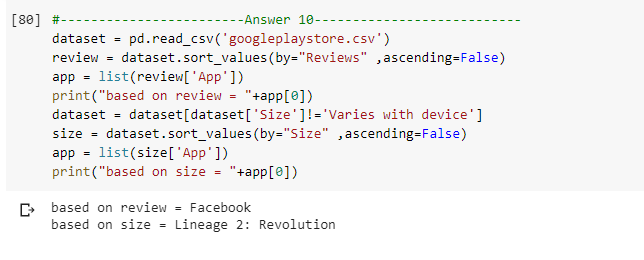 [80] #-----------------------Answer 10--------------------------
dataset = pd.read_csv('googleplaystore.csv')
review = dataset.sort_values(by="Reviews" ,ascending=False)
app = list(review['App'])
print("based on review = "+app[0])
dataset = dataset[dataset['Size']!='Varies with device']
size = dataset.sort_values(by="Size" ,ascending=False)
app = list(size['App'])
print("based on size = "+app[0])
based on review = Facebook
based on size = Lineage 2: Revolution